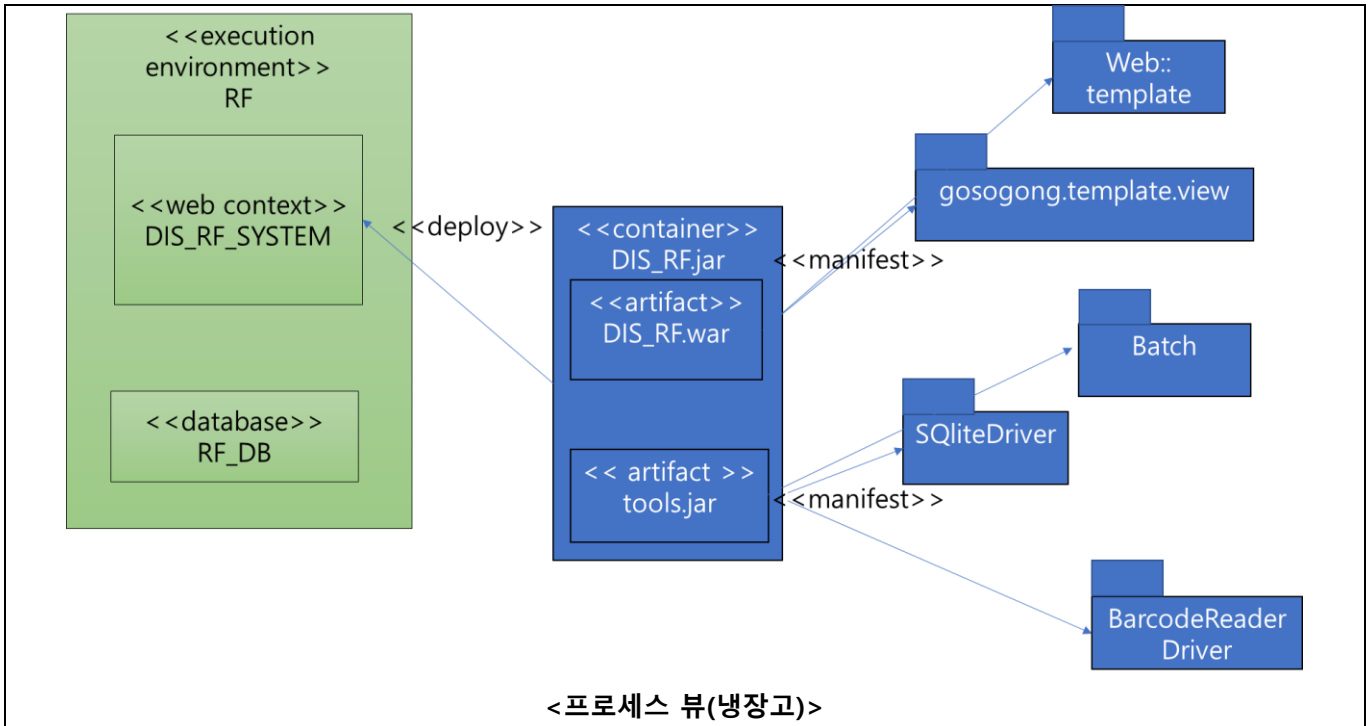 <<execution
environment>>
RF
<<web context>>
DIS_RF_SYSTEM
<<database>>
RF_DB
<<deploy>>
<<container>>
DIS_RF.jar
<<artifact>>
DIS_RF.war
<< artifact >>
tools.jar
<<manifest>>
<<manifest>>
Web::
template
gosogong.template.view
Batch
SQliteDriver
BarcodeReader
Driver
<프로세스 뷰(냉장고)>